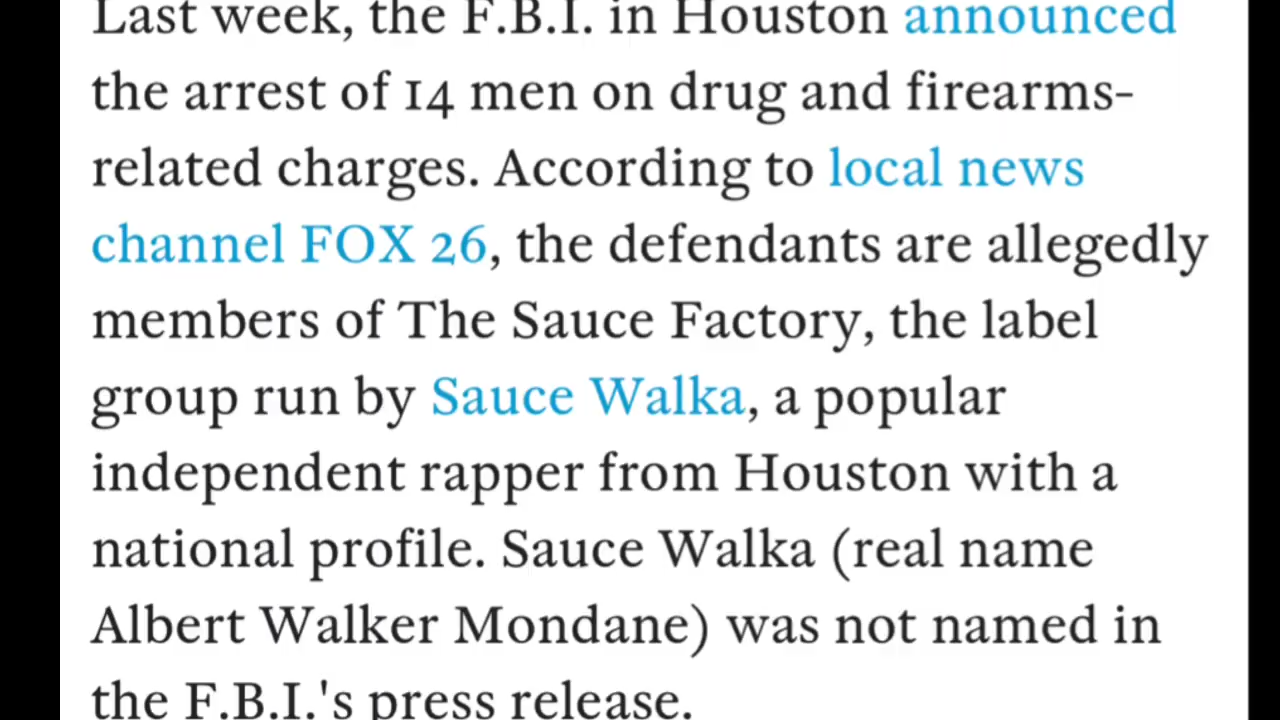 Last week, the F.B.I. in Houston announced
the arrest of 14 men on drug and firearms-
related charges. According to local news
channel FOX 26, the defendants are allegedly
members of The Sauce Factory, the label
group run by Sauce Walka, a popular
independent rapper from Houston with a
national profile. Sauce Walka (real name
Albert Walker Mondane) was not named in
the F.B.I.'s press release.